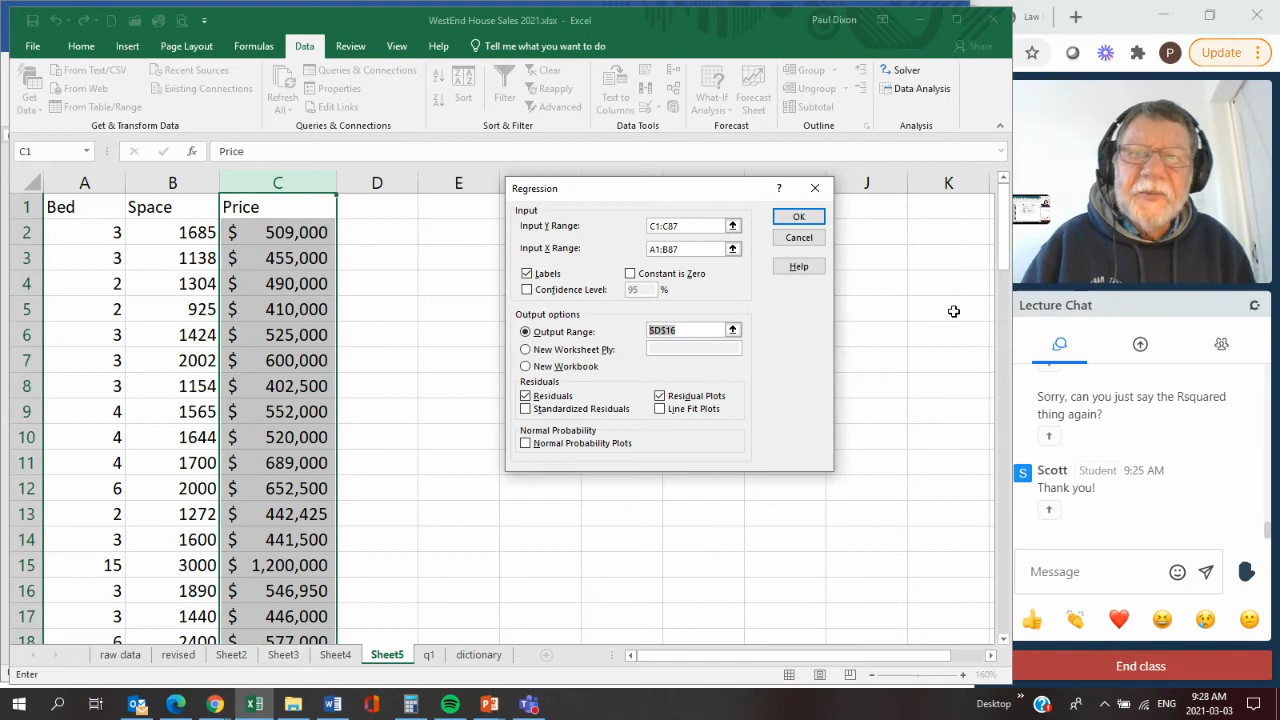 WestEnd House Sales 2021.xlsx - Excel
Paul Dixon
Law
File Home Insert Page Layout Formulas Data Review View Help Tell me what you want to do Share
P Update
Get Data
From Text/CSV
From Web
From Table/Range
Recent Sources
Existing Connections
Get & Transform Data
Refresh All
Queries & Connections
Properties
Edit Links
Queries & Connections
Sort
Filter
Clear
Reapply
Advanced
Sort & Filter
Text to Columns
Data Tools
What-If Analysis
Forecast Sheet
Forecast
Group
Ungroup
Subtotal
Outline
Solver
Data Analysis
Analysis
C1 fx Price
A B C D E J K
1 Bed Space Price
2 3 1685 $ 509,000
3 3 1138 $ 455,000
4 2 1304 $ 490,000
5 2 925 $ 410,000
6 3 1424 $ 525,000
7 3 2002 $ 600,000
8 3 1154 $ 402,500
9 4 1565 $ 552,000
10 4 1644 $ 520,000
11 4 1700 $ 689,000
12 6 2000 $ 652,500
13 2 1272 $ 442,425
14 3 1600 $ 441,500
15 15 3000 $ 1,200,000
16 3 1890 $ 546,950
17 3 1440 $ 446,000
18 6 2400 $ 577,000
Regression ?
Input
Input Y Range: C1:C87
Input X Range: A1:B87
Labels Constant is Zero
Confidence Level: 95 %
OK
Cancel
Help
Output options
Output Range: $D$16
New Worksheet Ply:
New Workbook
Residuals
Residuals Residual Plots
Standardized Residuals Line Fit Plots
Normal Probability
Normal Probability Plots
raw data revised Sheet2 Sheet3 Sheet4 Sheet5 q1 dictionary
Enter
160%
Lecture Chat
Sorry, can you just say the Rsquared
thing again?
S Scott Student 9:25 AM
Thank you!
Message
End class
Desktop
ENG
9:28 AM
2021-03-03